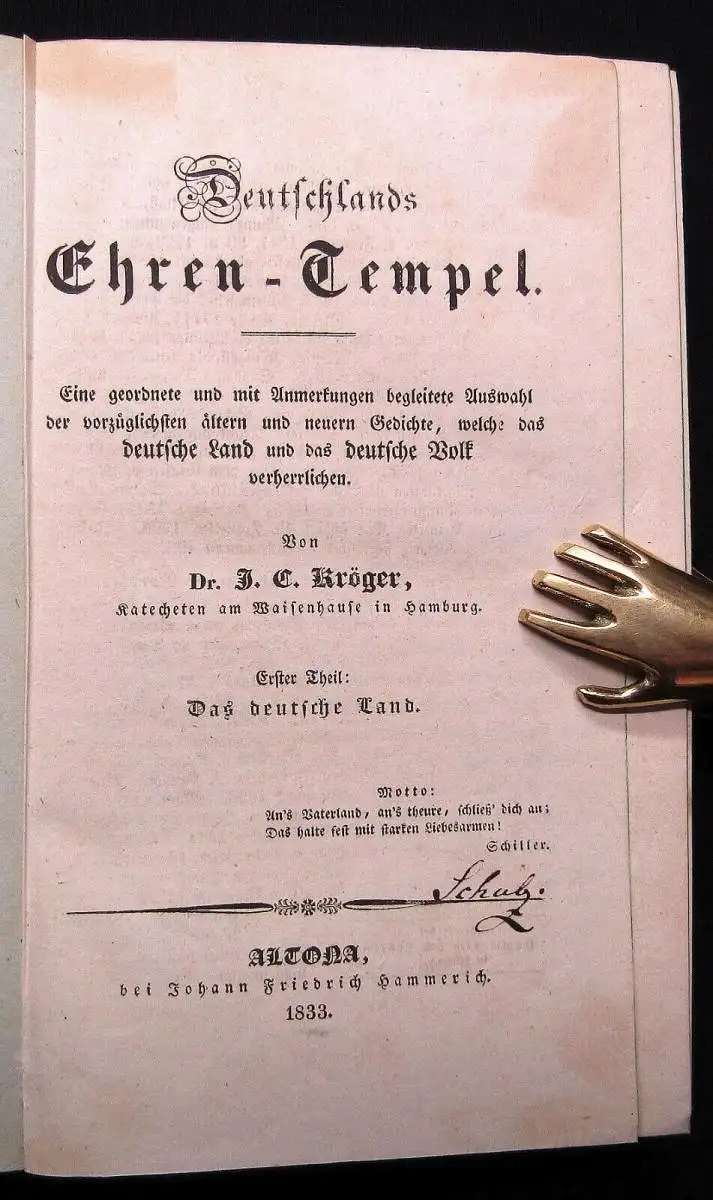 Deutschlands
Ehren-Tempel.
Eine geordnete und mit Anmerkungen begleitete Auswahl
der vorzüglichsten ältern und neuern Gedichte, welche das
deutsche Land und das deutsche Volk
verherrlichen.
Von
Dr. J. C. Kröger,
Katecheten am Waisenhause in Hamburg.
Erster Theil:
Das deutsche Land.
Motto:
An's Vaterland, an's theure, schließ' dich an;
Das halte fest mit starken Liebesarmen!
Schiller.
Schulz.
ALTONA,
bei Johann Friedrich Hammerich.
1833.